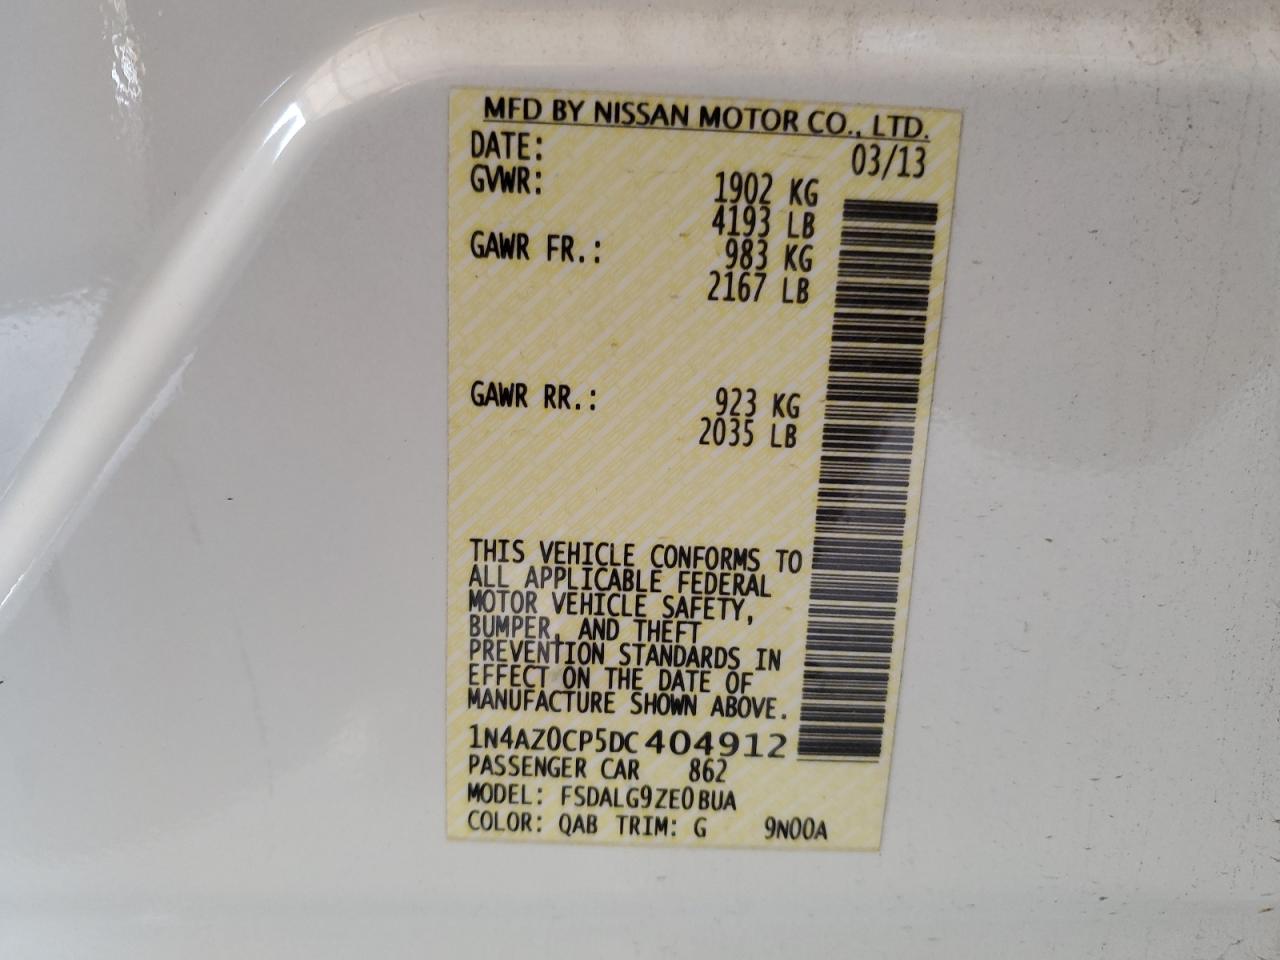 MFD BY NISSAN MOTOR CO., LTD.
DATE: 03/13
GVWR: 1902 KG
4193 LB
GAWR FR.: 983 KG
2167 LB
GAWR RR.: 923 KG
2035 LB
THIS VEHICLE CONFORMS TO
ALL APPLICABLE FEDERAL
MOTOR VEHICLE SAFETY,
BUMPER, AND THEFT
PREVENTION STANDARDS IN
EFFECT ON THE DATE OF
MANUFACTURE SHOWN ABOVE.
1N4AZ0CP5DC404912
PASSENGER CAR 862
MODEL: FSDALG9ZE0BUA
COLOR: QAB TRIM: G 9N00A